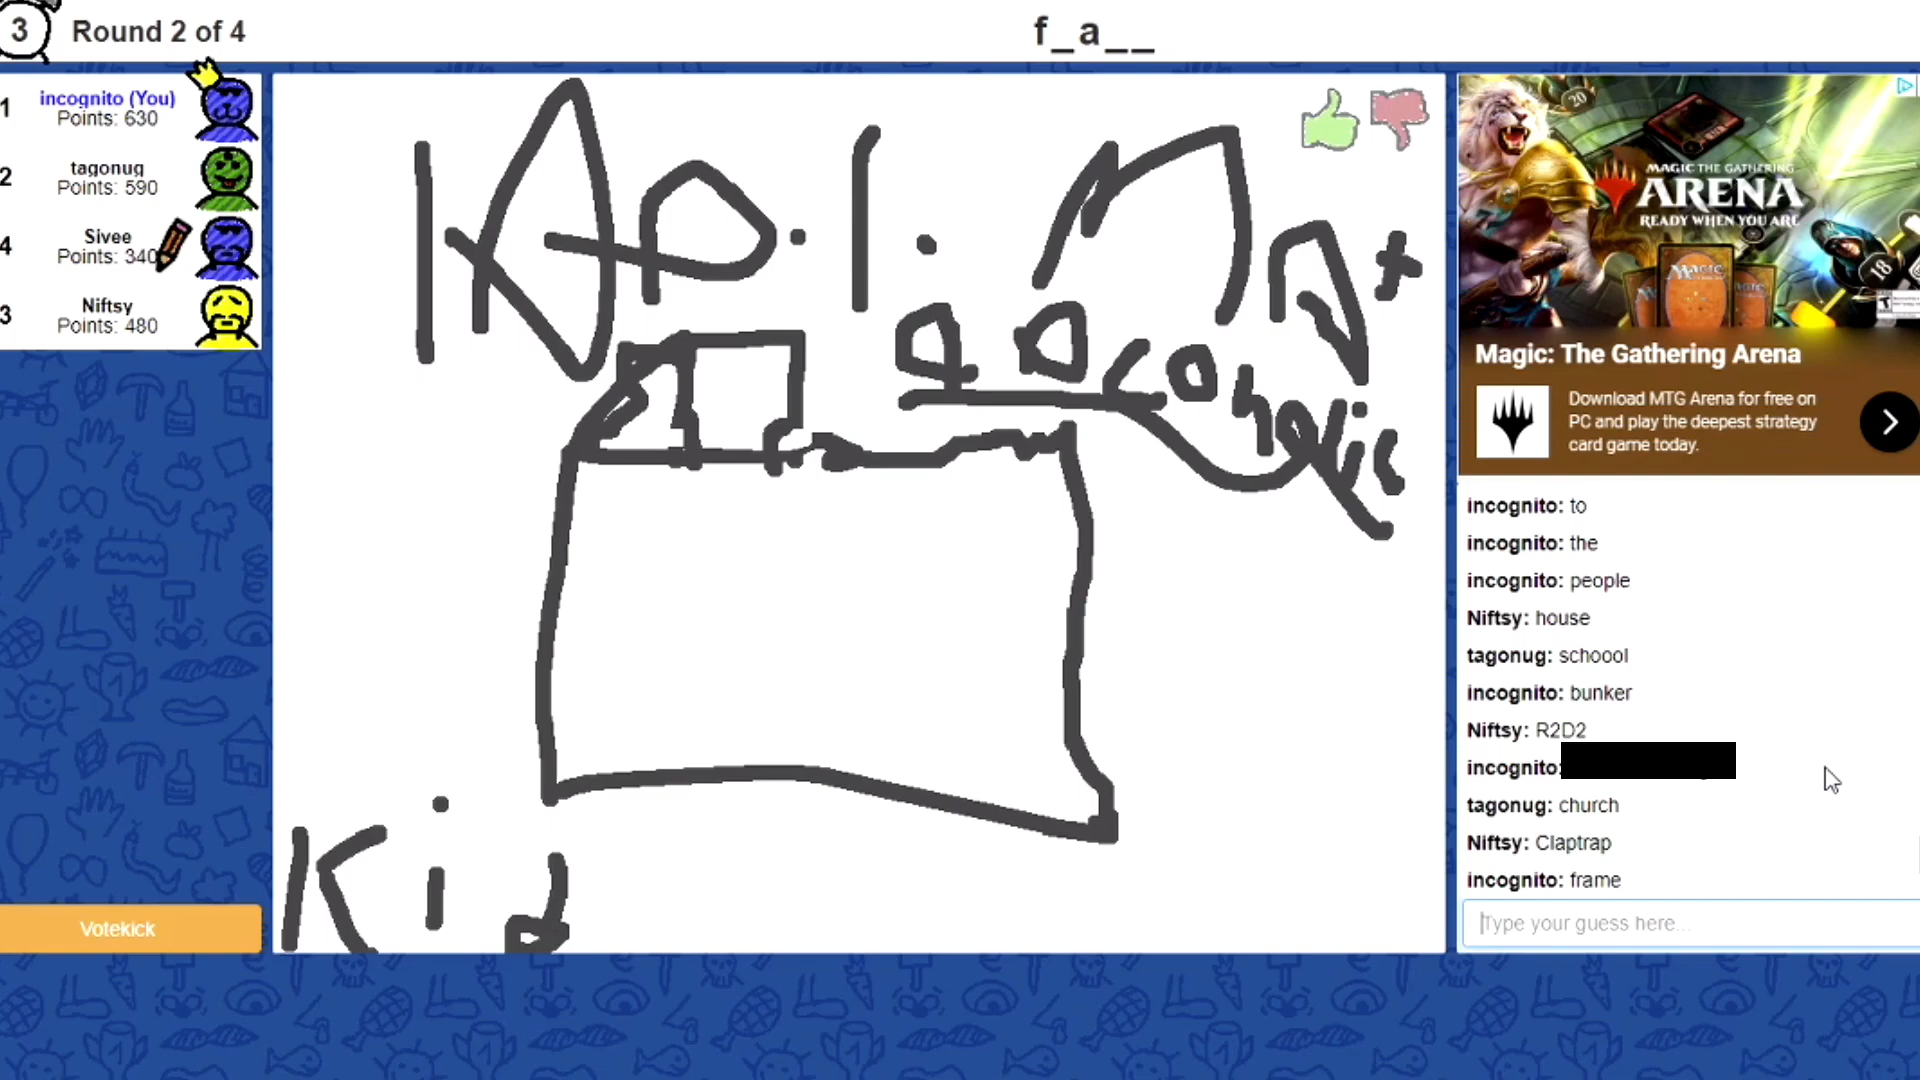 3
Round 2 of 4
f_a__
1
incognito (You)
Points: 630
2
tagonug
Points: 590
4
Sivee
Points: 340
3
Niftsy
Points: 480
Votekick
Kid
20
MAGIC THE GATHERING
ARENA
READY WHEN YOU ARE
MAGIC
18
Magic: The Gathering Arena
Download MTG Arena for free on
PC and play the deepest strategy
card game today.
incognito: to
incognito: the
incognito: people
Niftsy: house
tagonug: schoool
incognito: bunker
Niftsy: R2D2
incognito:
tagonug: church
Niftsy: Claptrap
incognito: frame
Type your guess here...